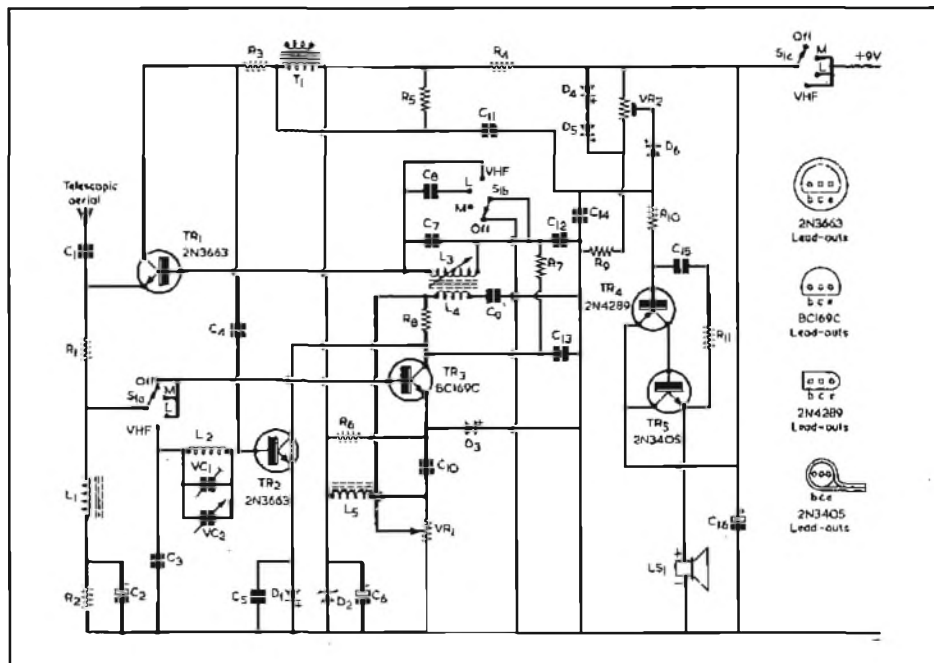 Off
R3
R4
S1c
M
L
+9V
VHF
T1
D4
VR2
R5
D5
D6
C11
VHF
C8
L
S1b
M
Off
Telescopic
aerial
C14
R10
b c e
2N3663
Lead-outs
C7
C12
C1
TR1
2N3663
L3
R7
R9
C15
L4
C9
TR4
2N4289
R8
b c e
BC169C
Lead-outs
C4
R1
C13
R11
TR3
BC169C
Off
M
S1a
L
b c e
2N4289
Lead-outs
VHF
TR5
2N3405
L2
R6
D3
VC1
TR2
2N3663
C10
b c e
2N3405
Lead-outs
L1
VC2
L5
VR1
C16
C3
LS1
+
−
R2
C2
C5
D1
D2
C6